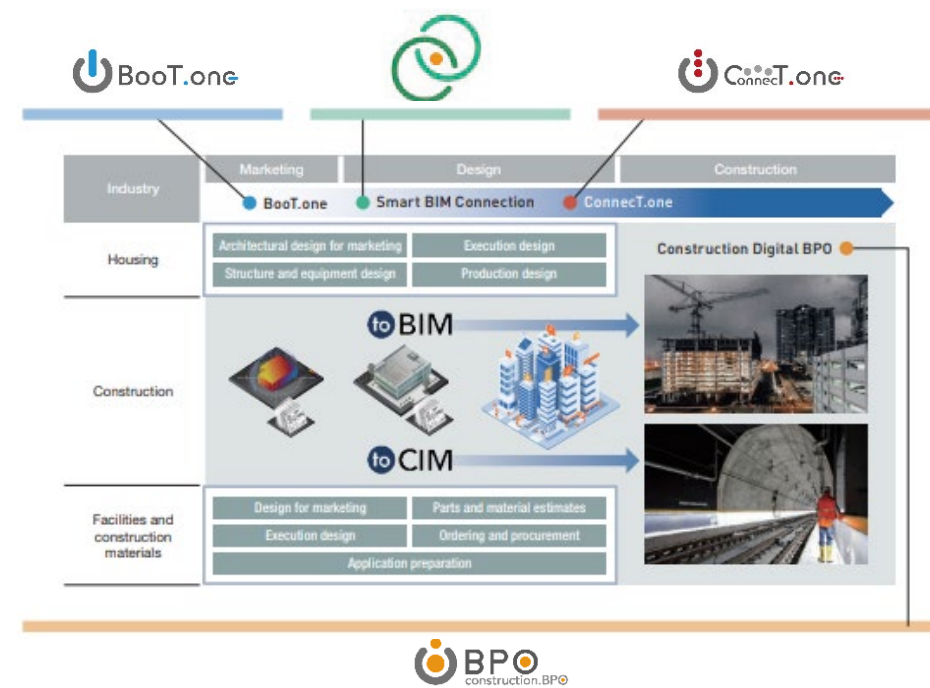 BooT.one
ConnecT.one
Industry
Marketing
Design
Construction
BooT.one
Smart BIM Connection
ConnecT.one
Housing
Architectural design for marketing
Execution design
Structure and equipment design
Production design
Construction Digital BPO
to BIM
Construction
to CIM
Facilities and
construction
materials
Design for marketing
Parts and material estimates
Execution design
Ordering and procurement
Application preparation
BPO
construction.BPO